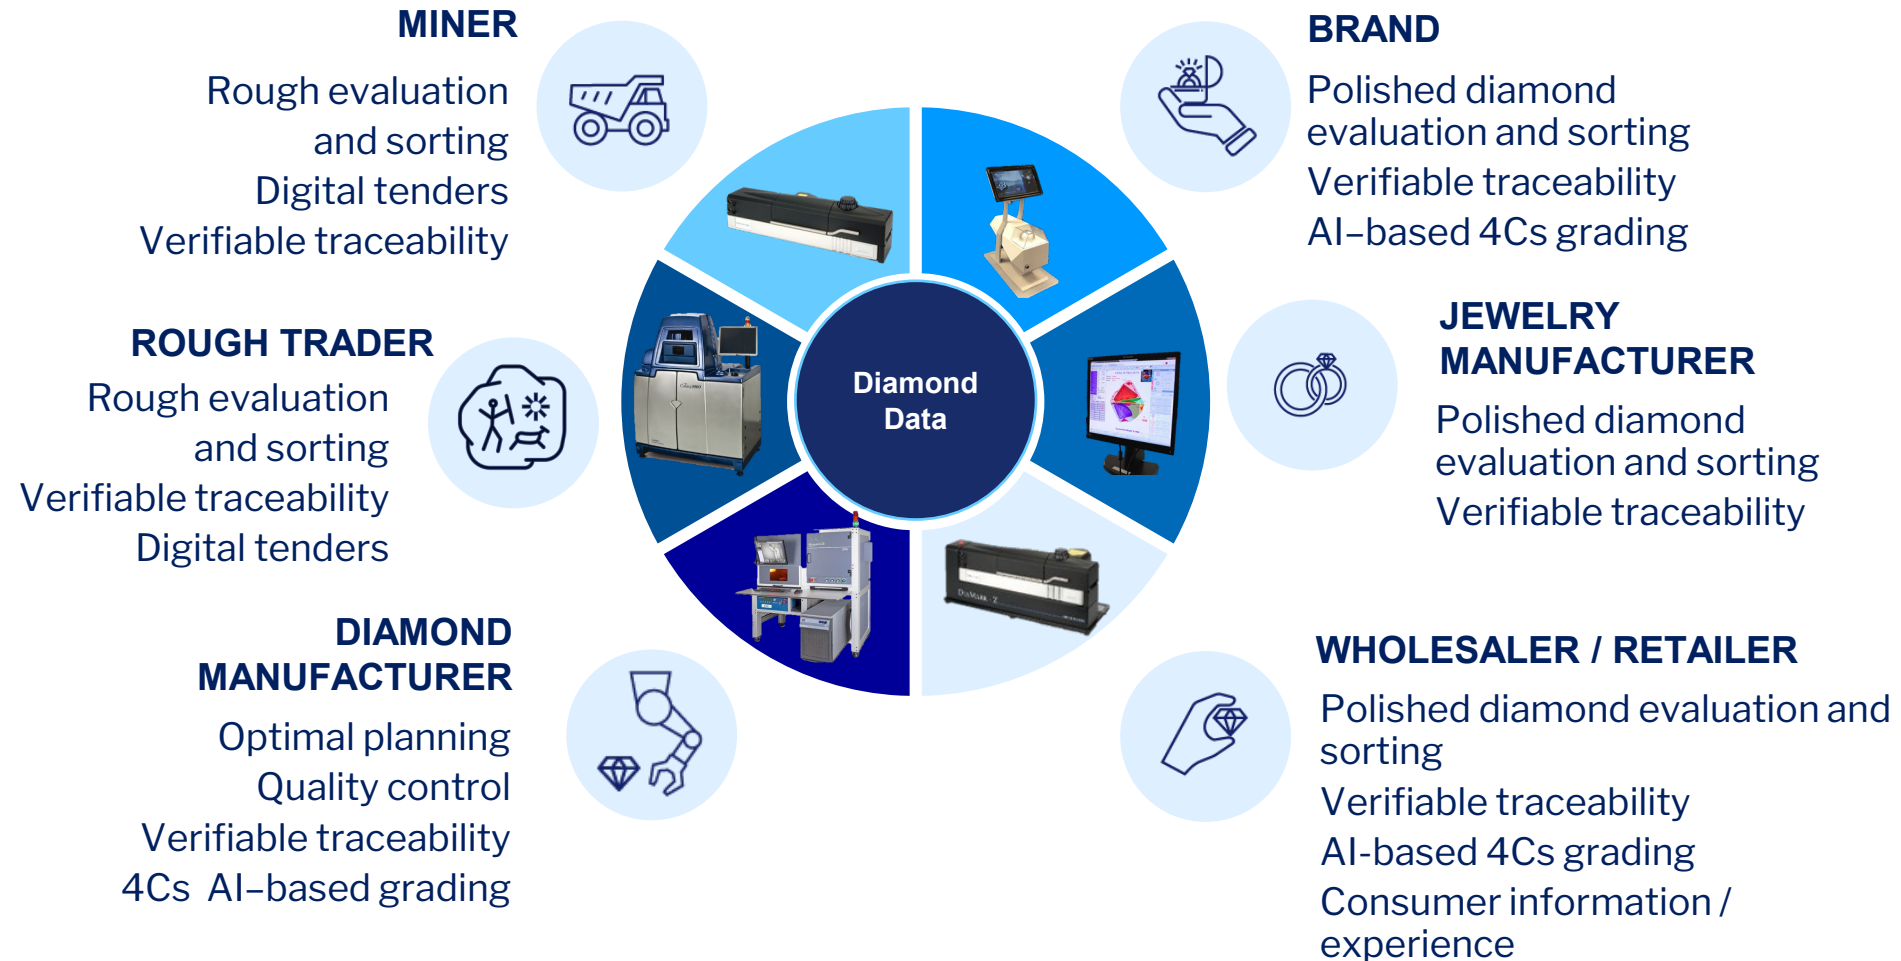 MINER
Rough evaluation
and sorting
Digital tenders
Verifiable traceability
ROUGH TRADER
Rough evaluation
and sorting
Verifiable traceability
Digital tenders
DIAMOND
MANUFACTURER
Optimal planning
Quality control
Verifiable traceability
4Cs AI–based grading
Diamond
Data
BRAND
Polished diamond
evaluation and sorting
Verifiable traceability
AI–based 4Cs grading
JEWELRY
MANUFACTURER
Polished diamond
evaluation and sorting
Verifiable traceability
WHOLESALER / RETAILER
Polished diamond evaluation and
sorting
Verifiable traceability
AI-based 4Cs grading
Consumer information /
experience